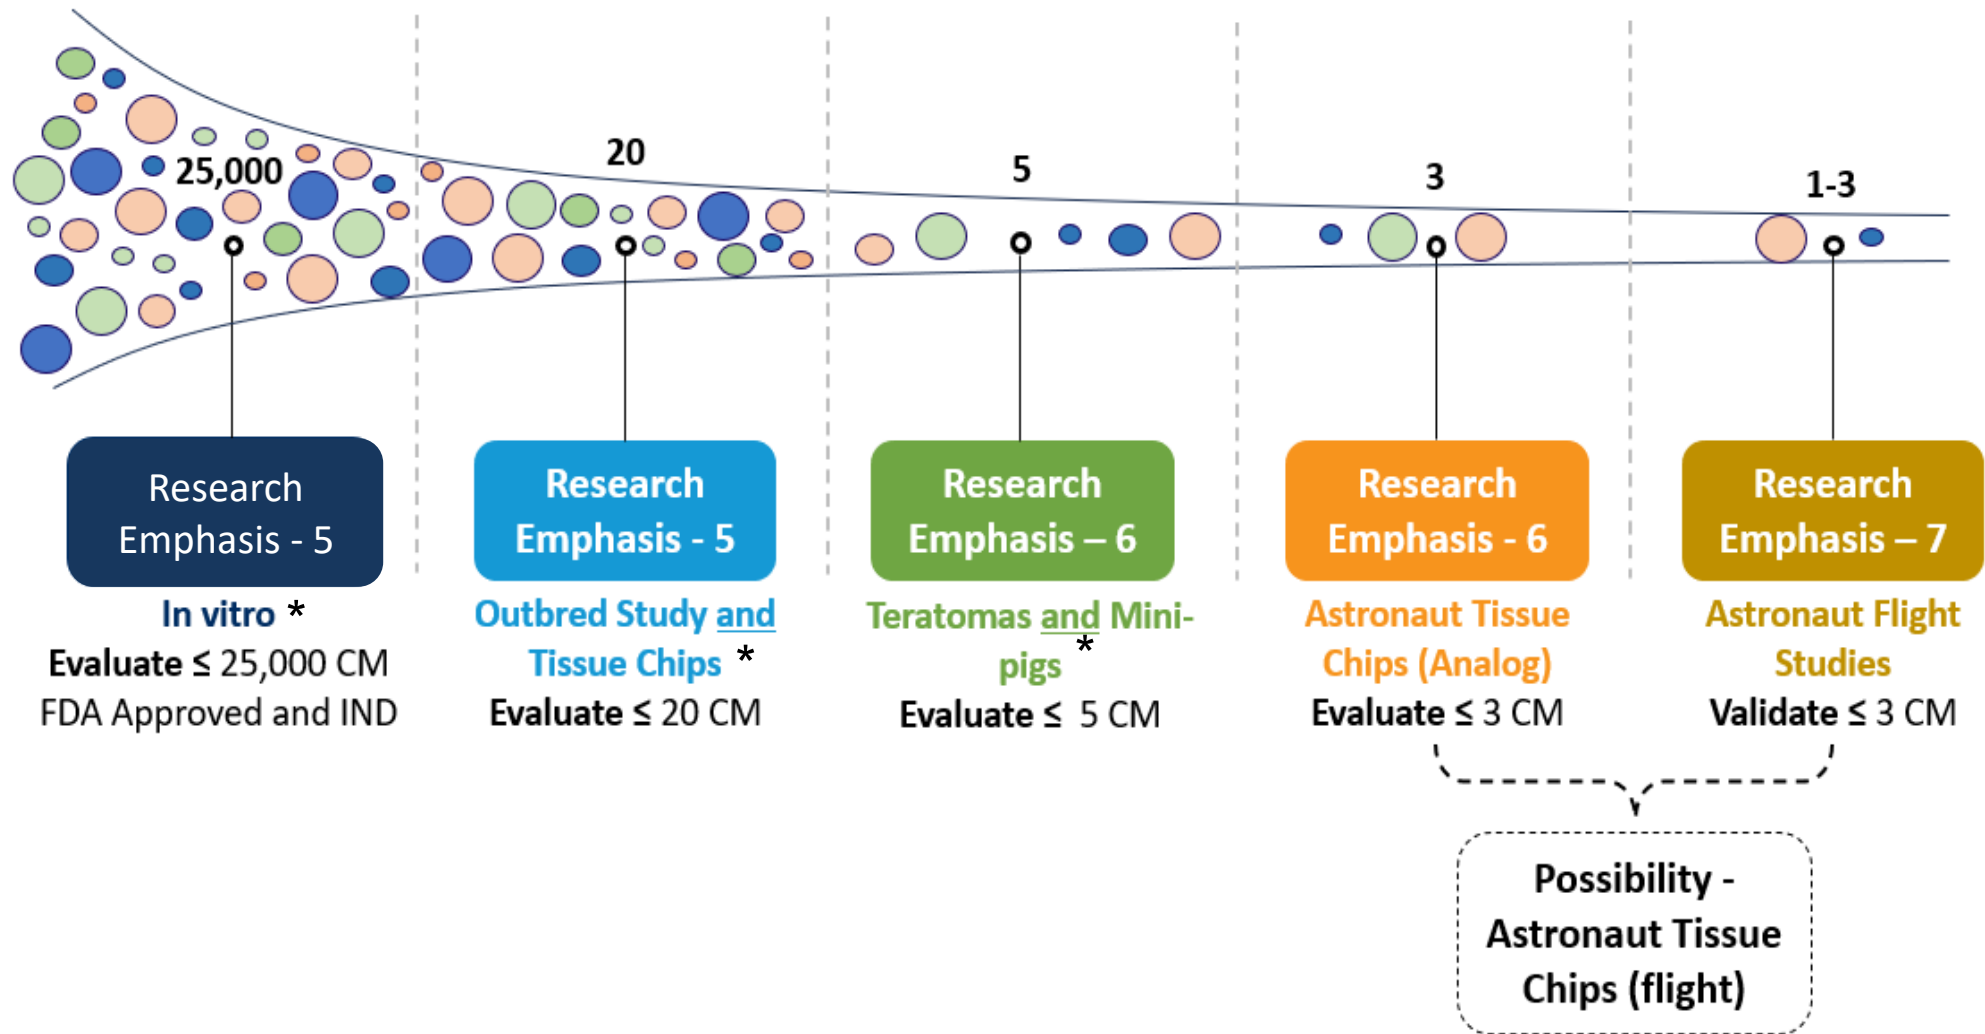 25,000
20
5
3
1-3
Research
Emphasis - 5
In vitro *
Evaluate ≤ 25,000 CM
FDA Approved and IND
Research
Emphasis - 5
Outbred Study and
Tissue Chips *
Evaluate ≤ 20 CM
Research
Emphasis – 6
Teratomas and Mini-
pigs *
Evaluate ≤ 5 CM
Research
Emphasis - 6
Astronaut Tissue
Chips (Analog)
Evaluate ≤ 3 CM
Research
Emphasis – 7
Astronaut Flight
Studies
Validate ≤ 3 CM
Possibility -
Astronaut Tissue
Chips (flight)